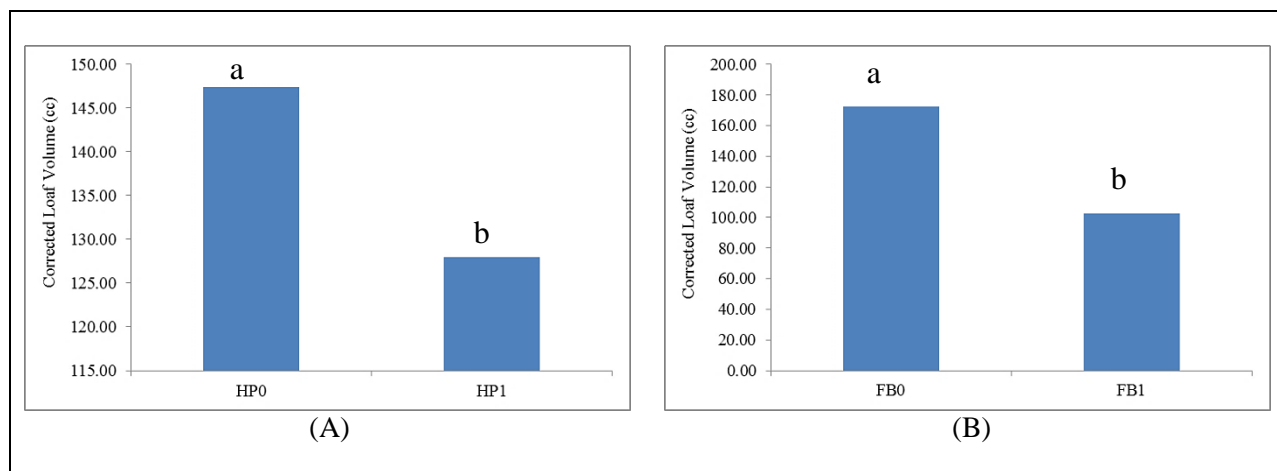 150.00
145.00
140.00
135.00
130.00
125.00
120.00
115.00
Corrected Loaf Volume (cc)
a
b
HP0 HP1
(A)
200.00
180.00
160.00
140.00
120.00
100.00
80.00
60.00
40.00
20.00
0.00
Corrected Loaf Volume (cc)
a
b
FB0 FB1
(B)